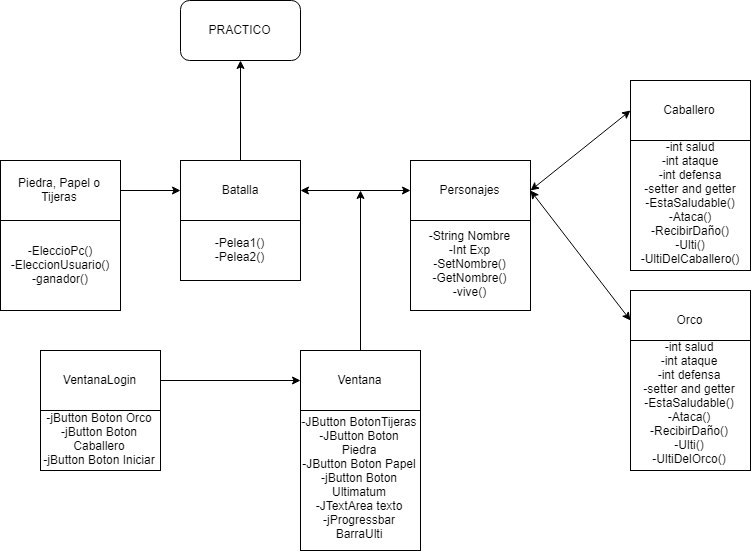 PRACTICO
Piedra, Papel o
Tijeras
-EleccioPc()
-EleccionUsuario()
-ganador()
Batalla
-Pelea1()
-Pelea2()
Personajes
-String Nombre
-Int Exp
-SetNombre()
-GetNombre()
-vive()
Caballero
-int salud
-int ataque
-int defensa
-setter and getter
-EstaSaludable()
-Ataca()
-RecibirDaño()
-Ulti()
-UltiDelCaballero()
Orco
-int salud
-int ataque
-int defensa
-setter and getter
-EstaSaludable()
-Ataca()
-RecibirDaño()
-Ulti()
-UltiDelOrco()
VentanaLogin
-jButton Boton Orco
-jButton Boton
Caballero
-jButton Boton Iniciar
Ventana
-JButton BotonTijeras
-JButton Boton
Piedra
-JButton Boton Papel
-jButton Boton
Ultimatum
-JTextArea texto
-jProgressbar
BarraUlti